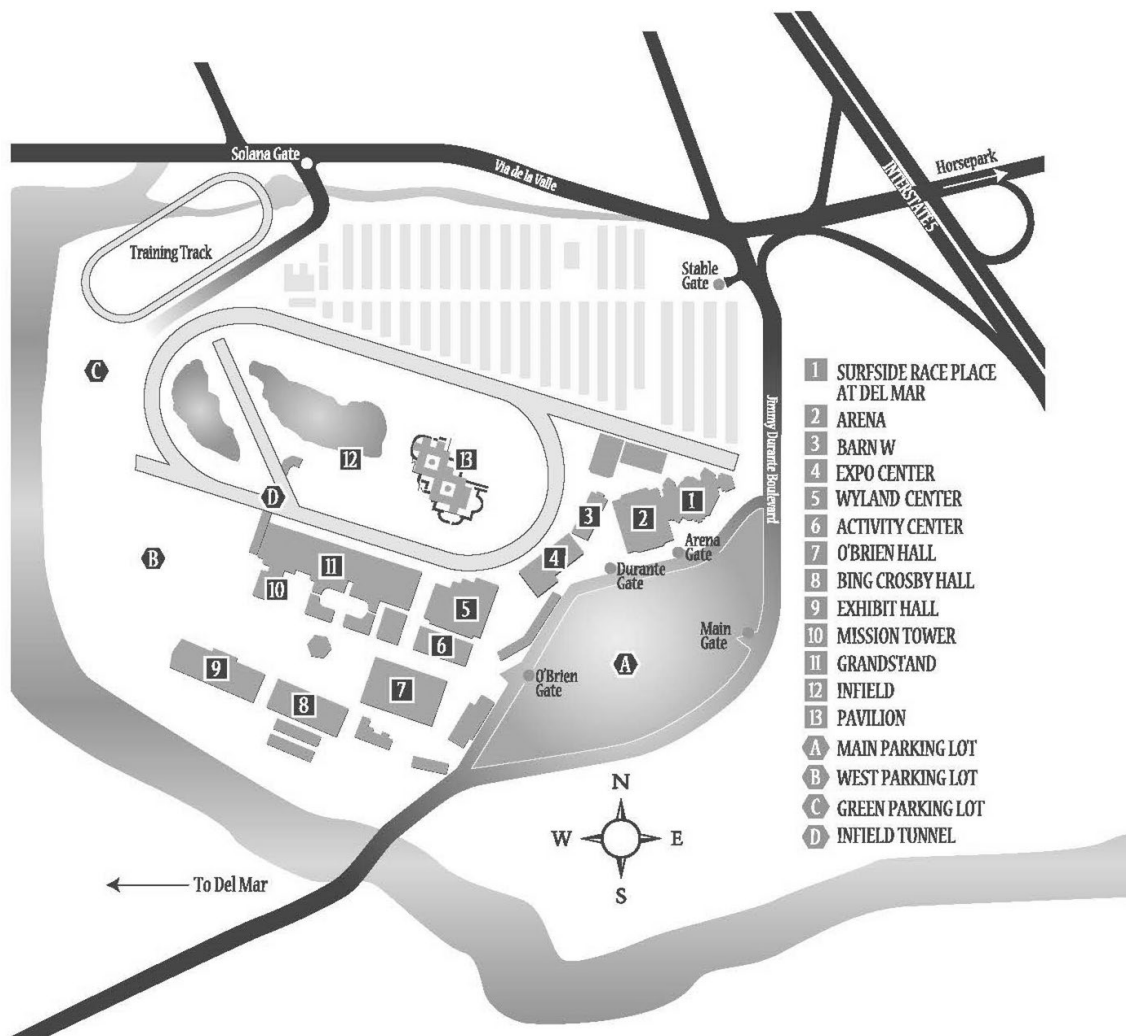 Solana Gate
Via de la Valle
Horsepark
INTERSTATE 5
Training Track
Stable
Gate
Jimmy Durante Boulevard
C
12
13
D
B
11
10
9
8
7
6
5
4
3
2
1
Arena
Gate
Durante
Gate
Main
Gate
A
O'Brien
Gate
N
W
E
S
To Del Mar
1 SURFSIDE RACE PLACE
AT DEL MAR
2 ARENA
3 BARN W
4 EXPO CENTER
5 WYLAND CENTER
6 ACTIVITY CENTER
7 O'BRIEN HALL
8 BING CROSBY HALL
9 EXHIBIT HALL
10 MISSION TOWER
11 GRANDSTAND
12 INFIELD
13 PAVILION
A MAIN PARKING LOT
B WEST PARKING LOT
C GREEN PARKING LOT
D INFIELD TUNNEL